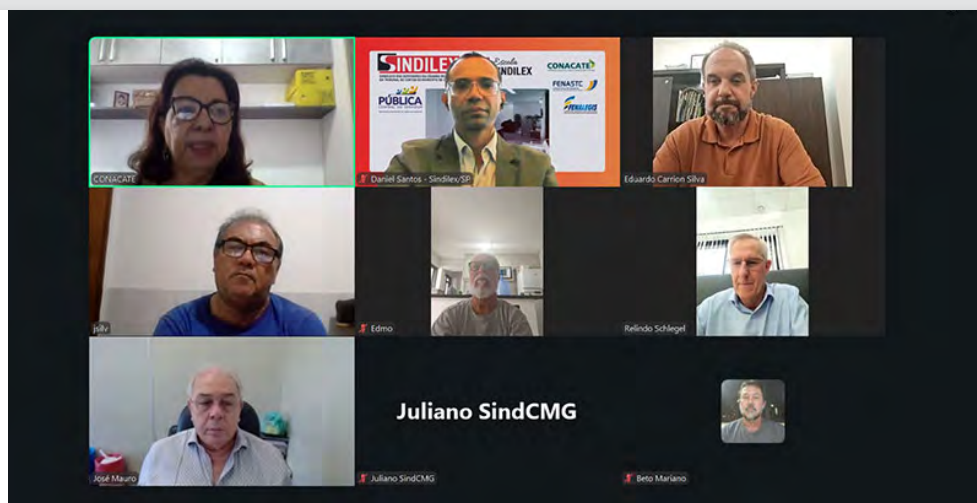 SINDILEX
Escola
SINDILEX
CONACATE
FENASTC
PÚBLICA
FENALEGIS
CONACATE
Daniel Santos - Sindilex/SP
Eduardo Carrion Silva
jsilv
Edmo
Relindo Schlegel
Juliano SindCMG
José Mauro
Juliano SindCMG
Beto Mariano